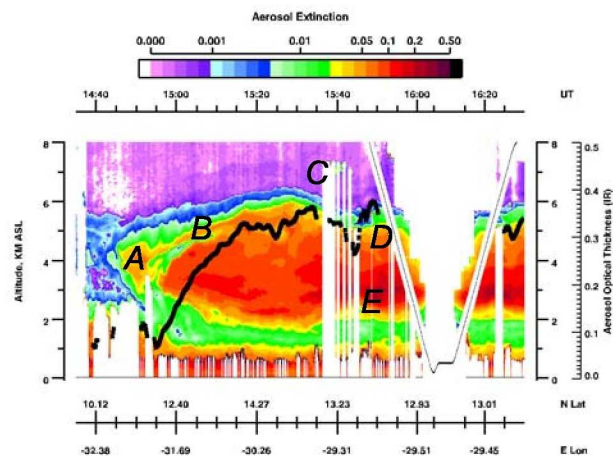 Aerosol Extinction
0.000 0.001 0.01 0.05 0.1 0.2 0.50
14:40 15:00 15:20 15:40 16:00 16:20 UT
8 8 0.5
C
6 6 0.4
B D
A
4 4 0.3
E
0.2
2 2
0.1
0 0 0.0
Altitude, KM ASL
Aerosol Optical Thickness (IR)
10.12 12.40 14.27 13.23 12.93 13.01 N Lat
-32.38 -31.69 -30.26 -29.31 -29.51 -29.45 E Lon